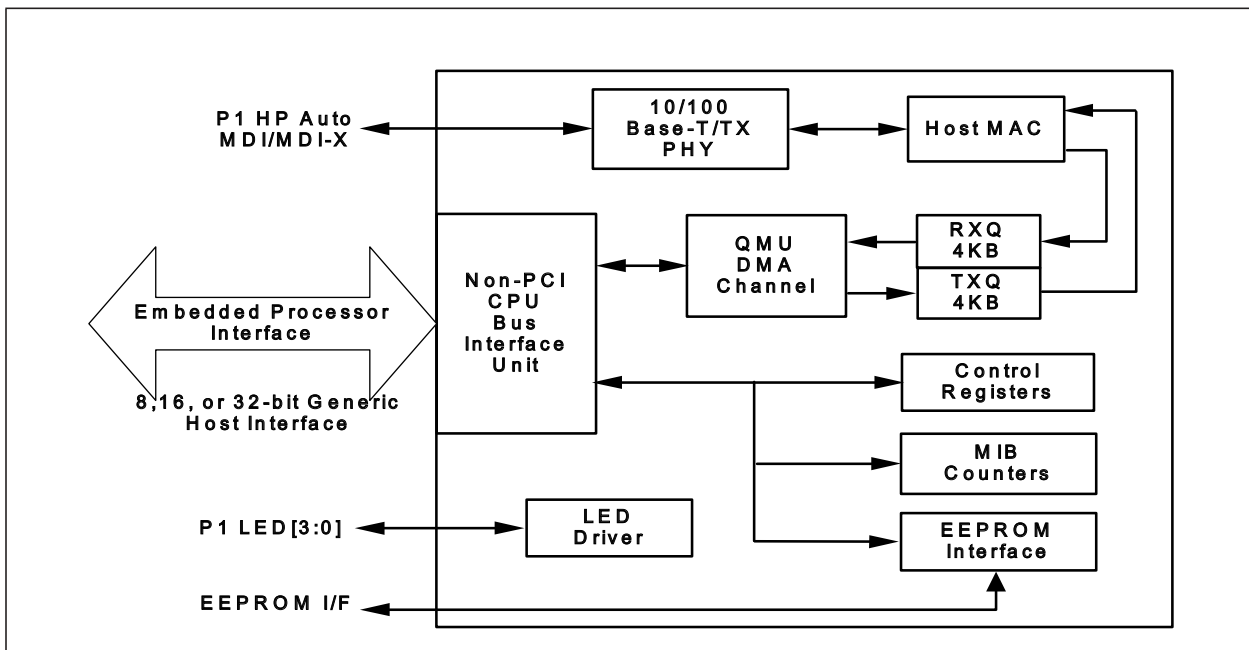 P1 HP Auto
MDI/MDI-X
10/100
Base-T/TX
PHY
Host MAC
Non-PCI
CPU
Bus
Interface
Unit
QMU
DMA
Channel
RXQ
4KB
TXQ
4KB
Embedded Processor
Interface
8,16, or 32-bit Generic
Host Interface
Control
Registers
MIB
Counters
P1 LED[3:0]
LED
Driver
EEPROM
Interface
EEPROM I/F